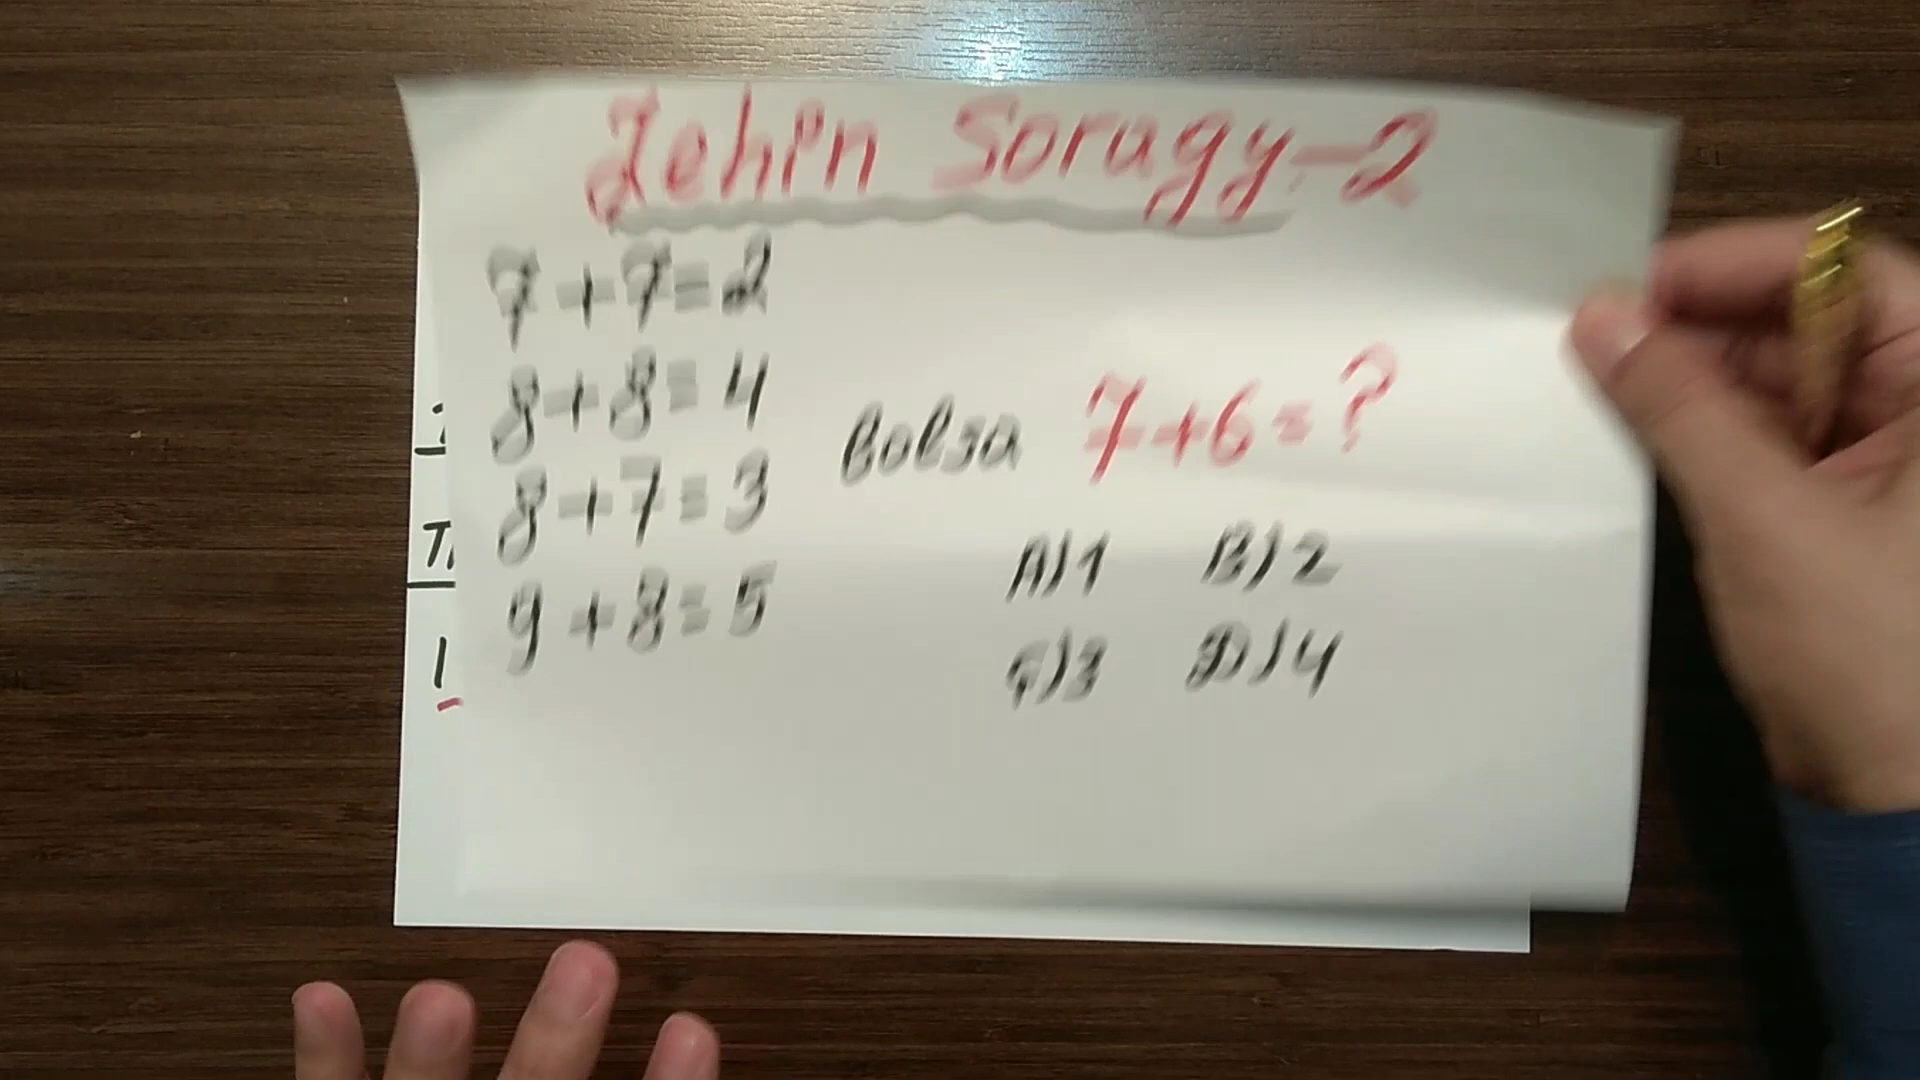 Zehin Soragy-2
7+7=2
8+8=4
8+7=3
9+8=5
bolsa 7+6=?
A)1 B)2
Ç)3 D)4